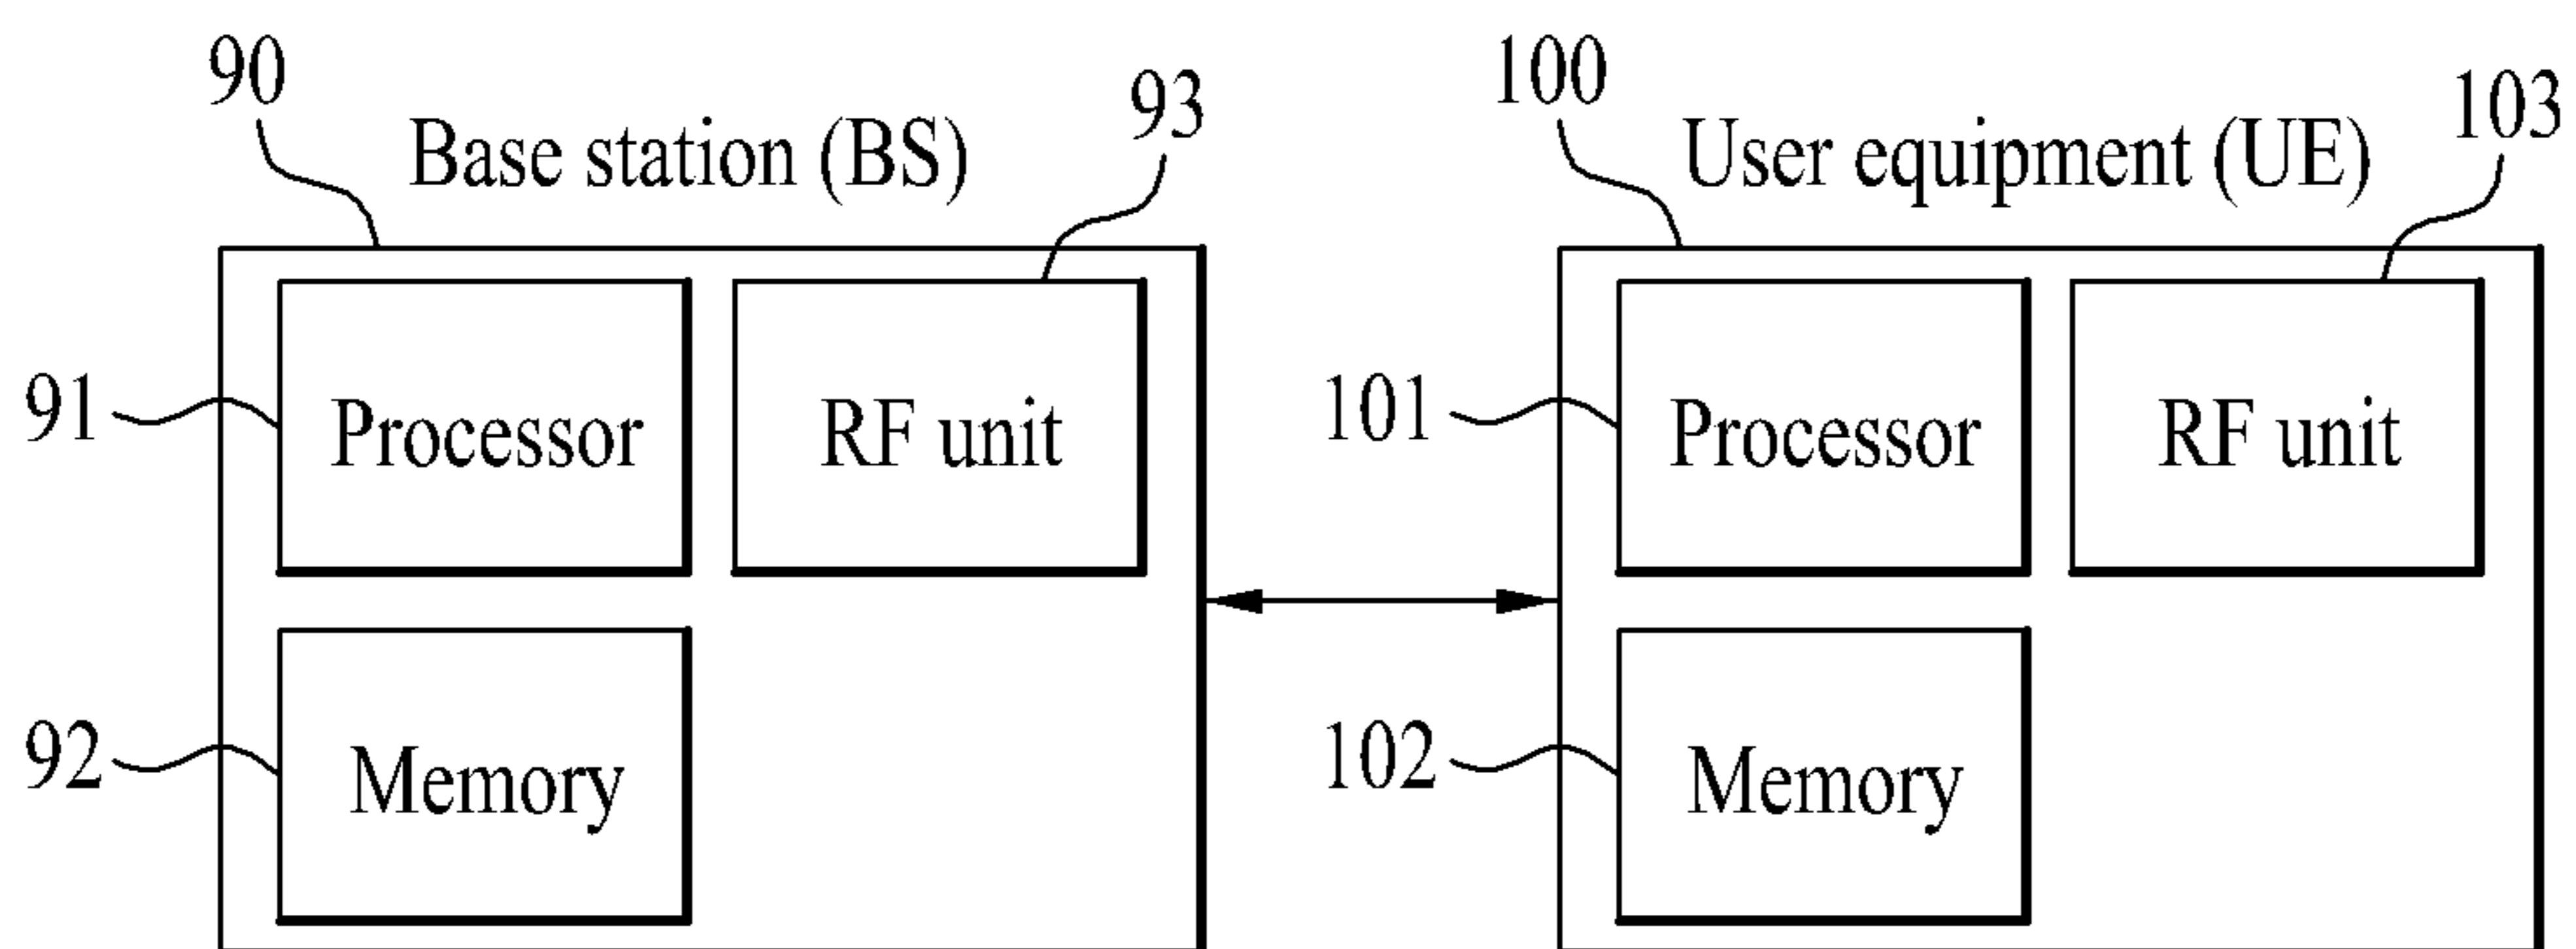 90
Base station (BS)
93
100
User equipment (UE)
103
91
Processor
RF unit
101
Processor
RF unit
92
Memory
102
Memory